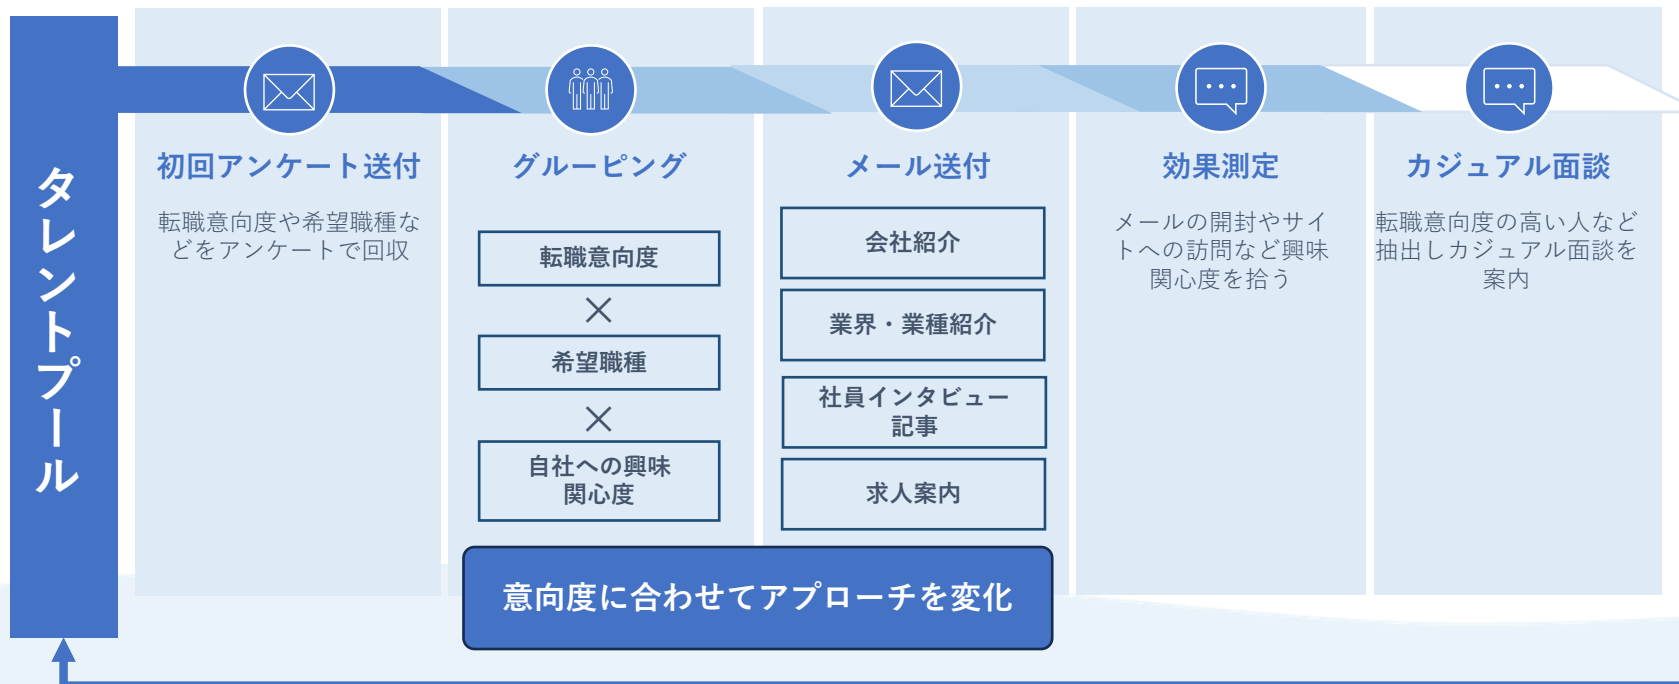 タレントプール
初回アンケート送付
転職意向度や希望職種な
どをアンケートで回収
グルーピング
転職意向度
×
希望職種
×
自社への興味
関心度
メール送付
会社紹介
業界・業種紹介
社員インタビュー
記事
求人案内
意向度に合わせてアプローチを変化
効果測定
メールの開封やサイ
トへの訪問など興味
関心度を拾う
カジュアル面談
転職意向度の高い人など
抽出しカジュアル面談を
案内